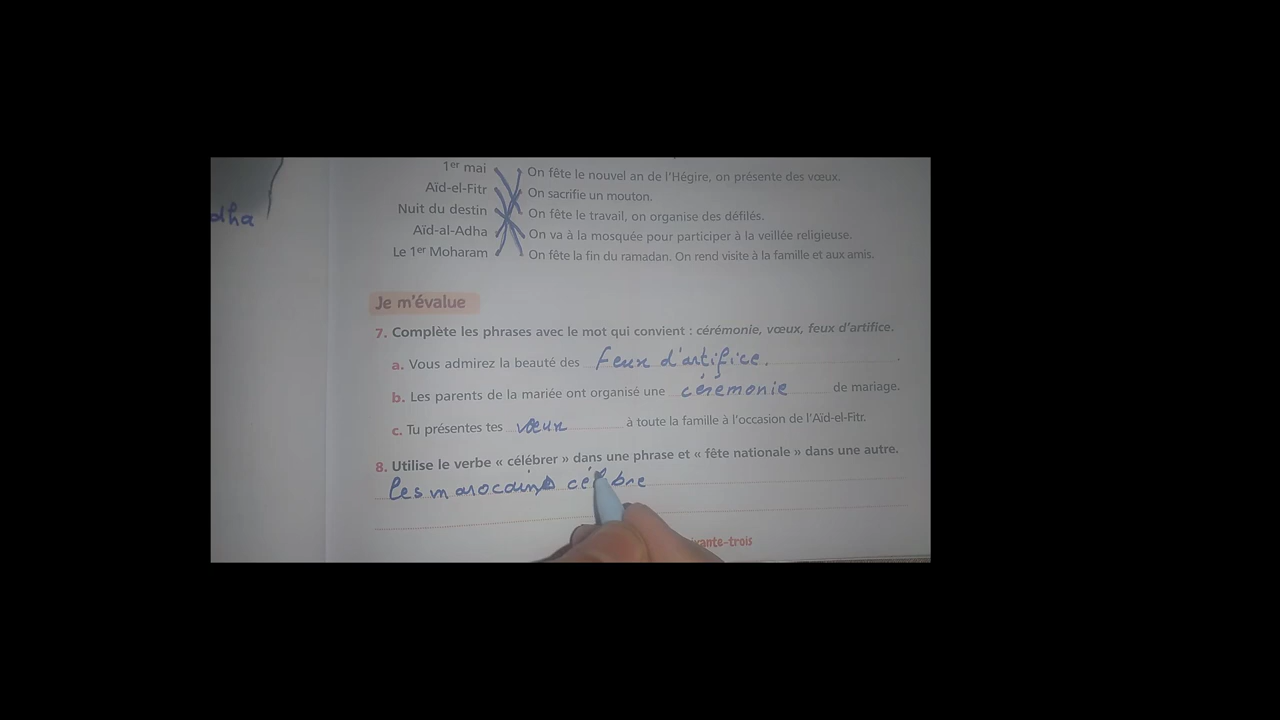 1er mai
On fête le nouvel an de l'Hégire, on présente des vœux.
Aïd-el-Fitr
On sacrifie un mouton.
dha
Nuit du destin
On fête le travail, on organise des défilés.
Aïd-al-Adha
On va à la mosquée pour participer à la veillée religieuse.
Le 1er Moharam
On fête la fin du ramadan. On rend visite à la famille et aux amis.
Je m'évalue
7. Complète les phrases avec le mot qui convient : cérémonie, vœux, feux d'artifice.
a. Vous admirez la beauté des feux d'artifice.
b. Les parents de la mariée ont organisé une cérémonie de mariage.
c. Tu présentes tes vœux à toute la famille à l'occasion de l'Aïd-el-Fitr.
8. Utilise le verbe « célébrer » dans une phrase et « fête nationale » dans une autre.
les marocains
ante-trois